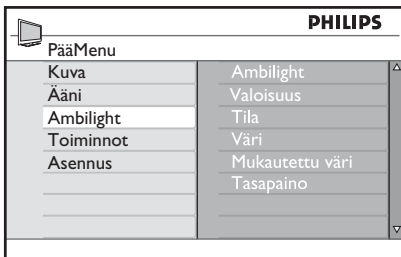 PHILIPS
PääMenu
Kuva
Ääni
Ambilight
Toiminnot
Asennus
Ambilight
Valoisuus
Tila
Väri
Mukautettu väri
Tasapaino